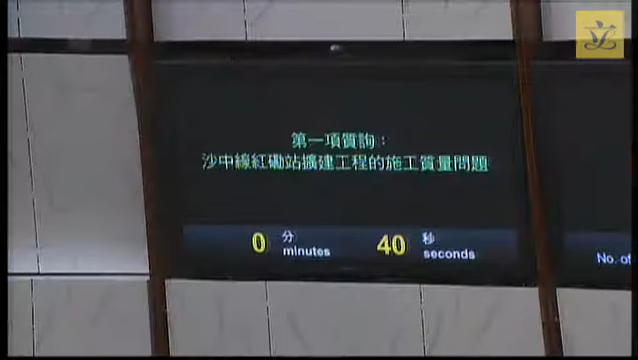 立
第一項質詢：
沙中線紅磡站擴建工程的施工質量問題
0 分 minutes 40 秒 seconds
No. of